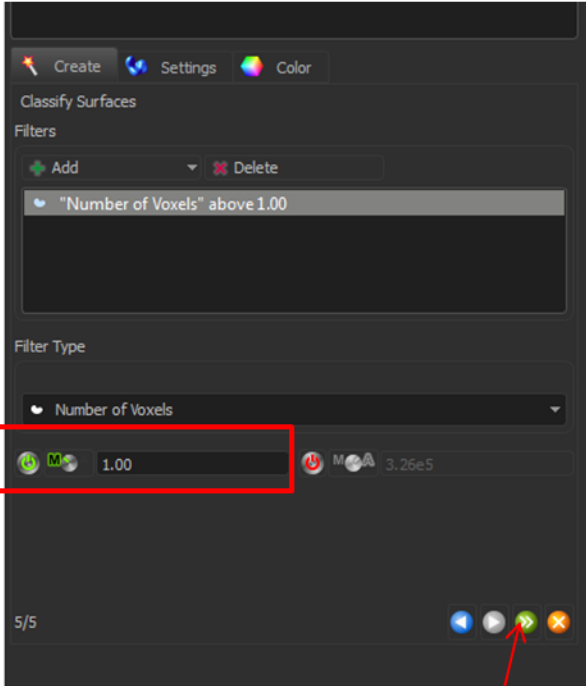 Create Settings Color
Classify Surfaces
Filters
Add Delete
"Number of Voxels" above 1.00
Filter Type
Number of Voxels
M 1.00 M A 3.26e5
5/5